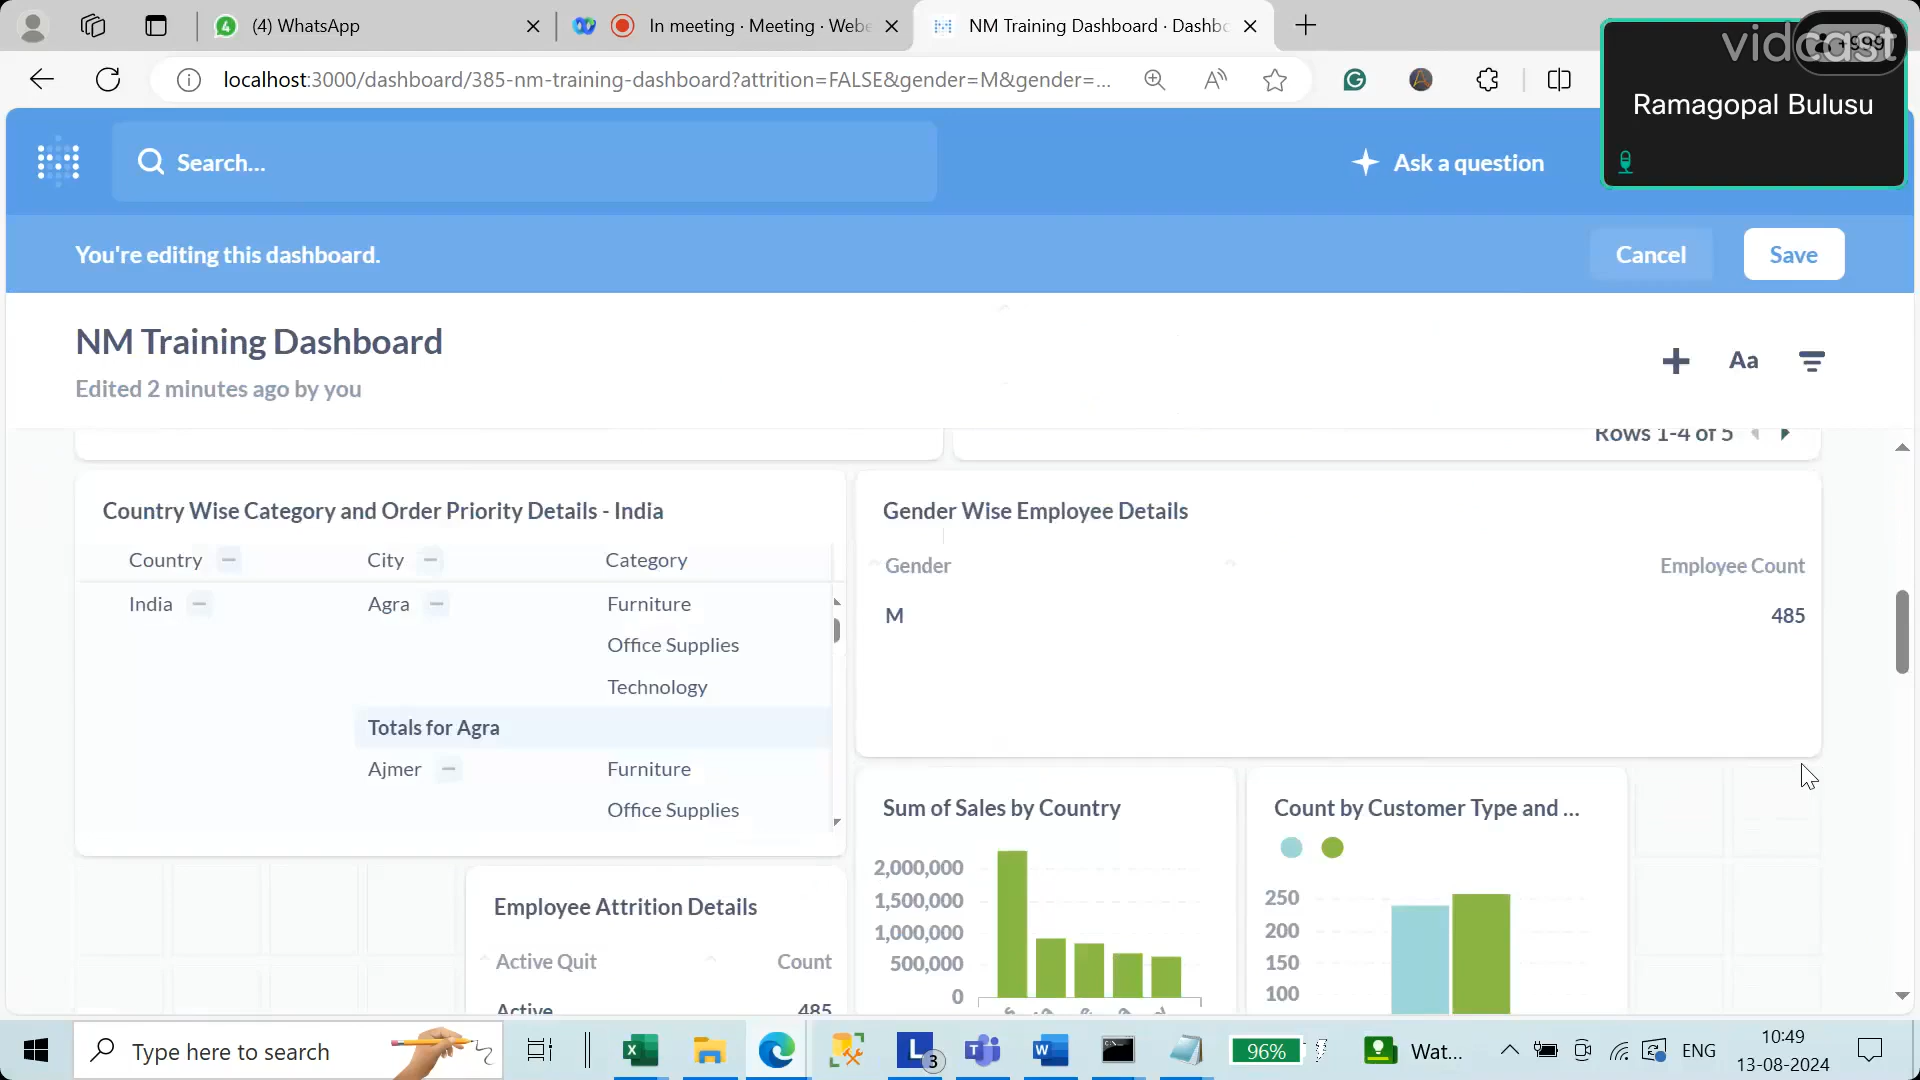 (4) WhatsApp
In meeting · Meeting · Webe
NM Training Dashboard · Dashbo
vidcast
+999
localhost:3000/dashboard/385-nm-training-dashboard?attrition=FALSE&gender=M&gender=...
Ramagopal Bulusu
Search...
Ask a question
You're editing this dashboard.
Cancel
Save
NM Training Dashboard
Edited 2 minutes ago by you
Aa
Rows 1-4 of 5
Country Wise Category and Order Priority Details - India
Country
City
Category
India
Agra
Furniture
Office Supplies
Technology
Totals for Agra
Ajmer
Furniture
Office Supplies
Gender Wise Employee Details
Gender
Employee Count
M
485
Employee Attrition Details
Active Quit
Count
Active
485
Sum of Sales by Country
2,000,000
1,500,000
1,000,000
500,000
0
Count by Customer Type and ...
250
200
150
100
Type here to search
3
96%
Wat...
ENG
10:49
13-08-2024